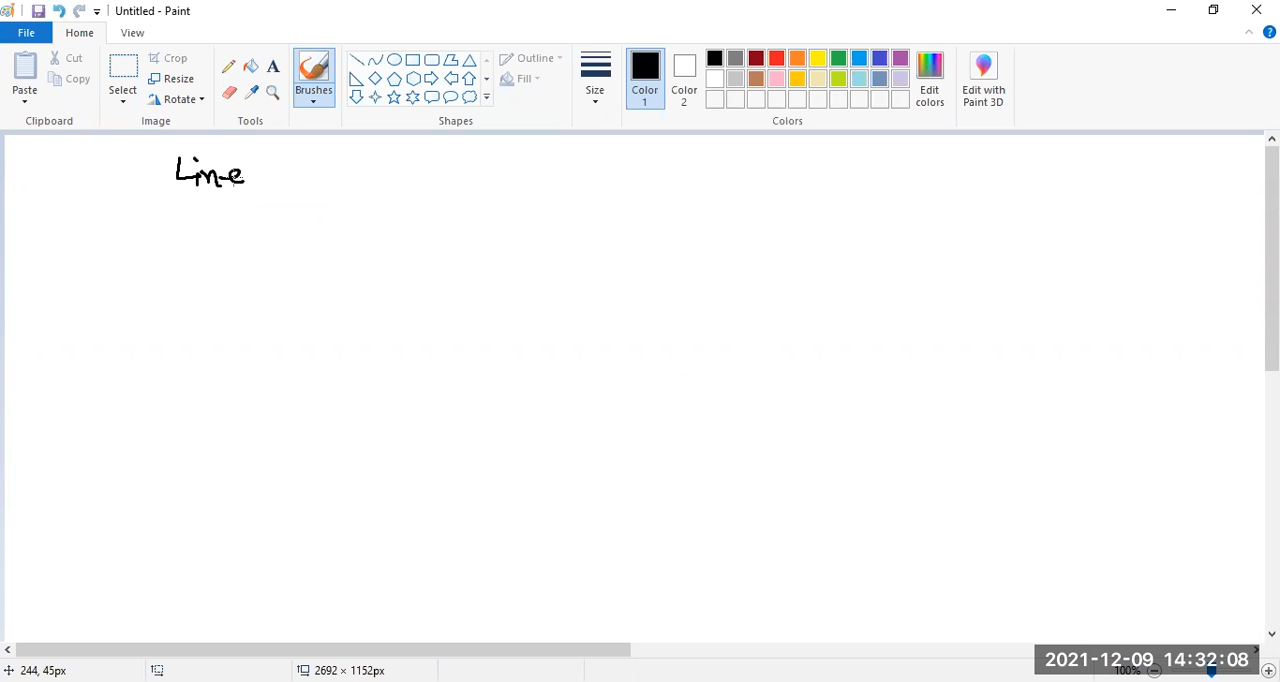 Untitled - Paint
File Home View
Paste
Cut
Copy
Clipboard
Select
Crop
Resize
Rotate
Image
A
Tools
Brushes
Shapes
Outline
Fill
Size
Color 1
Color 2
Colors
Edit colors
Edit with Paint 3D
Line
244, 45px
2692 × 1152px
100%
2021-12-09 14:32:08